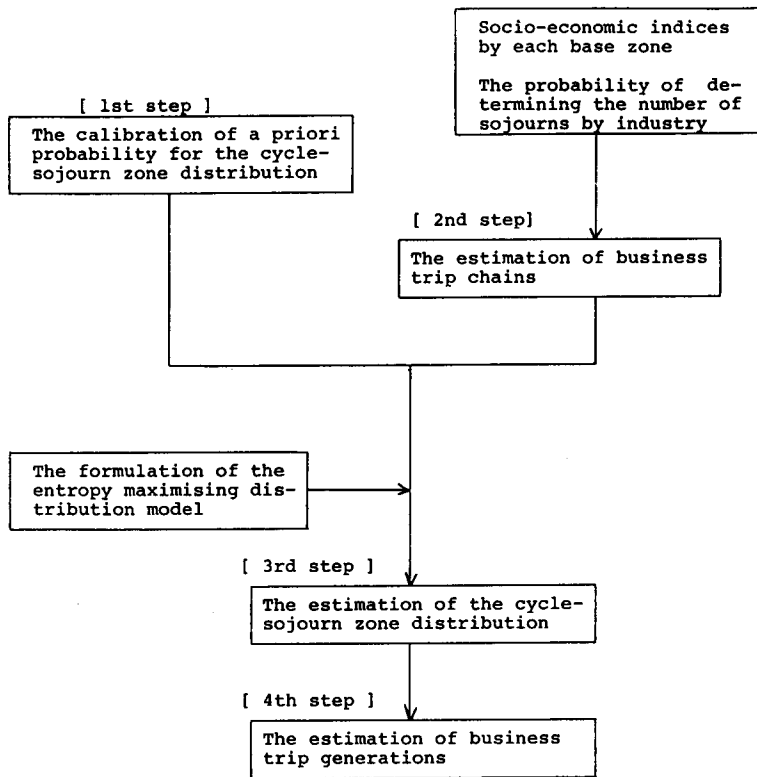 Socio-economic indices
by each base zone
The probability of de-
termining the number of
sojourns by industry
[ 1st step ]
The calibration of a priori
probability for the cycle-
sojourn zone distribution
[ 2nd step]
The estimation of business
trip chains
The formulation of the
entropy maximising dis-
tribution model
[ 3rd step ]
The estimation of the cycle-
sojourn zone distribution
[ 4th step ]
The estimation of business
trip generations